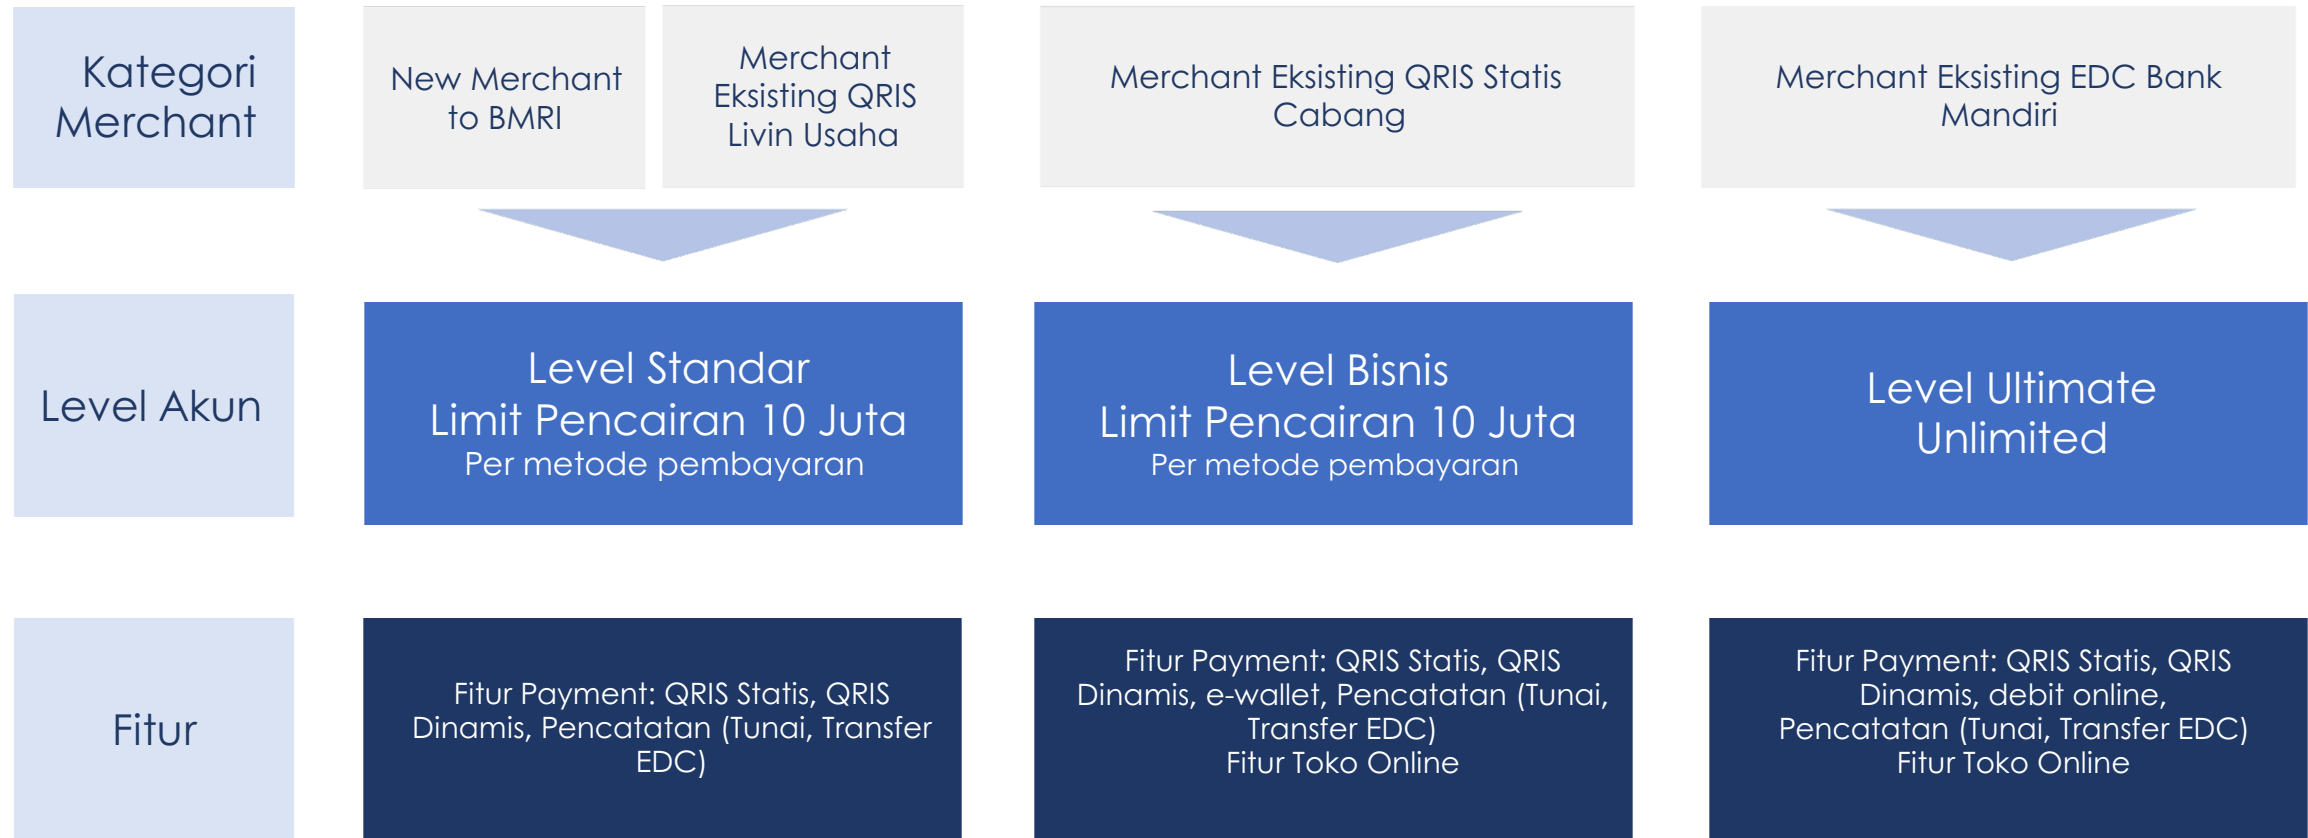 Kategori
Merchant
New Merchant
to BMRI
Merchant
Eksisting QRIS
Livin Usaha
Merchant Eksisting QRIS Statis
Cabang
Merchant Eksisting EDC Bank
Mandiri
Level Akun
Level Standar
Limit Pencairan 10 Juta
Per metode pembayaran
Level Bisnis
Limit Pencairan 10 Juta
Per metode pembayaran
Level Ultimate
Unlimited
Fitur
Fitur Payment: QRIS Statis, QRIS
Dinamis, Pencatatan (Tunai, Transfer
EDC)
Fitur Payment: QRIS Statis, QRIS
Dinamis, e-wallet, Pencatatan (Tunai,
Transfer EDC)
Fitur Toko Online
Fitur Payment: QRIS Statis, QRIS
Dinamis, debit online,
Pencatatan (Tunai, Transfer EDC)
Fitur Toko Online